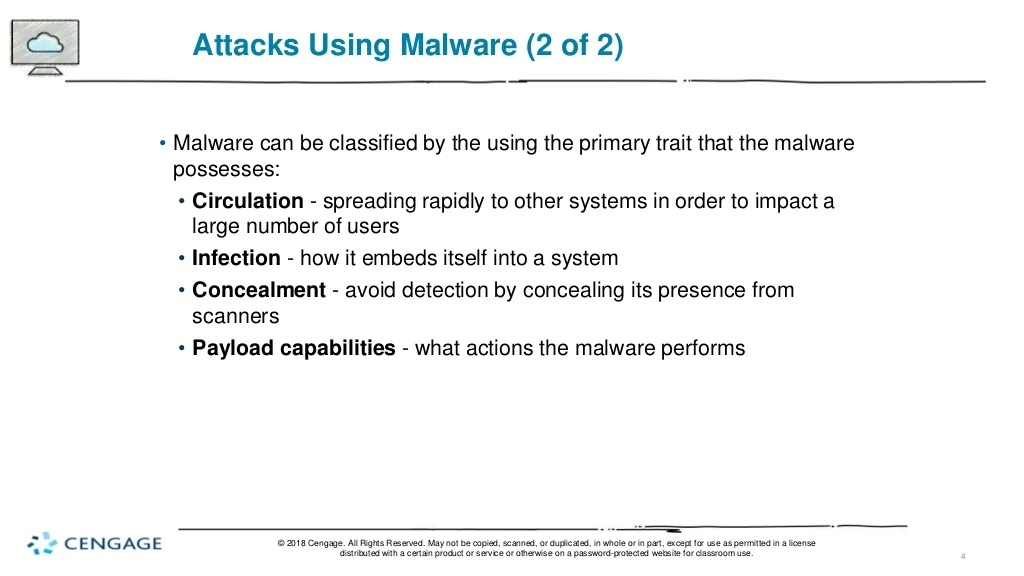 Attacks Using Malware (2 of 2)
• Malware can be classified by the using the primary trait that the malware
possesses:
• Circulation - spreading rapidly to other systems in order to impact a
large number of users
• Infection - how it embeds itself into a system
• Concealment - avoid detection by concealing its presence from
scanners
• Payload capabilities - what actions the malware performs
CENGAGE
© 2018 Cengage. All Rights Reserved. May not be copied, scanned, or duplicated, in whole or in part, except for use as permitted in a license
distributed with a certain product or service or otherwise on a password-protected website for classroom use.
4